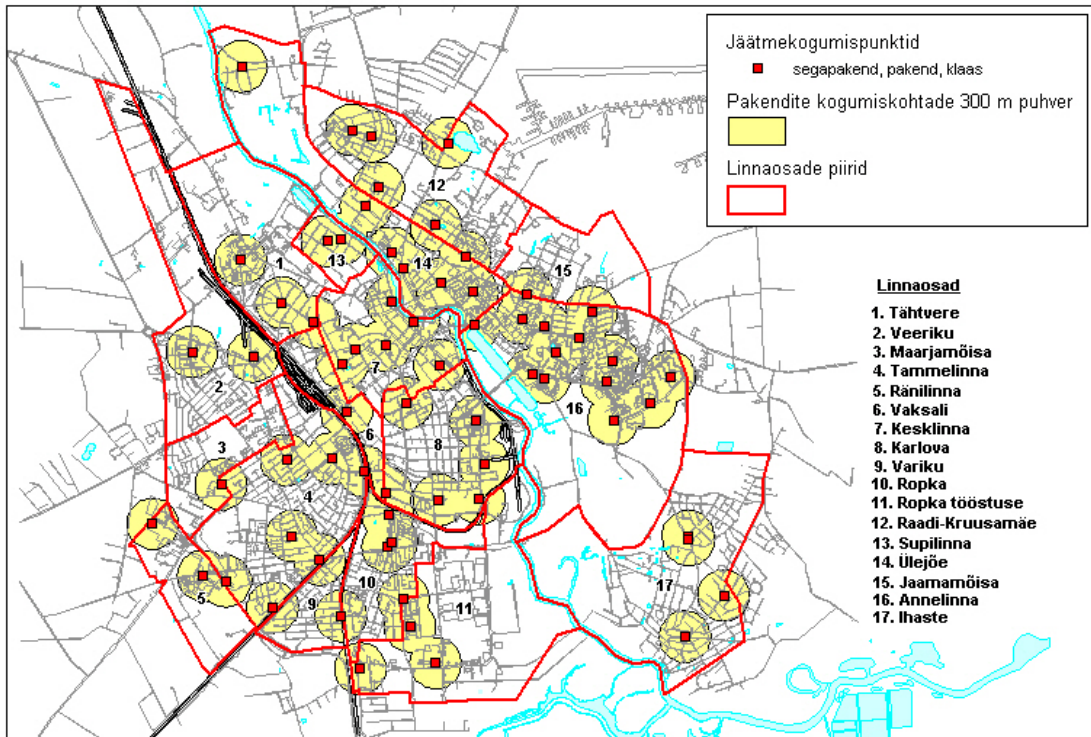 Jäätmekogumispunktid
segapakend, pakend, klaas
Pakendite kogumiskohtade 300 m puhver
Linnaosade piirid
12
15
1
13
14
2
7
16
6
3
8
4
17
5
9
10
11
Linnaosad
1. Tähtvere
2. Veeriku
3. Maarjamõisa
4. Tammelinna
5. Ränilinna
6. Vaksali
7. Kesklinna
8. Karlova
9. Variku
10. Ropka
11. Ropka tööstuse
12. Raadi-Kruusamäe
13. Supilinna
14. Ülejõe
15. Jaamamõisa
16. Annelinna
17. Ihaste